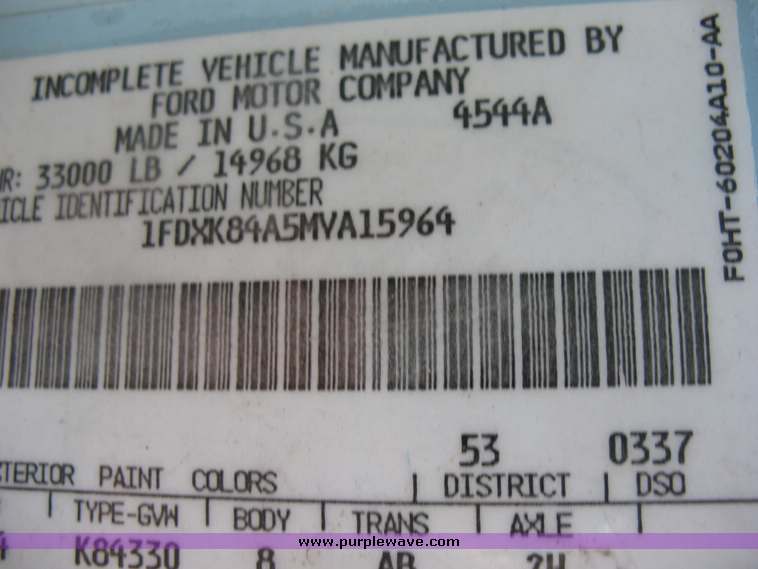 INCOMPLETE VEHICLE MANUFACTURED BY
FORD MOTOR COMPANY
MADE IN U.S.A
4544A
WR: 33000 LB / 14968 KG
ICLE IDENTIFICATION NUMBER
1FDXK84A5MVA15964
F0HT-60204A10-AA
53 0337
TERIOR PAINT COLORS | DISTRICT | DSO
TYPE-GVW | BODY | TRANS | AXLE
K84330 8
www.purplewave.com